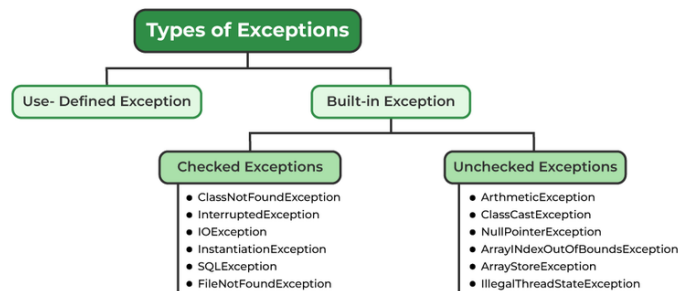 Types of Exceptions
Use- Defined Exception
Built-in Exception
Checked Exceptions
Unchecked Exceptions
ClassNotFoundException
InterruptedException
IOException
InstantiationException
SQLException
FileNotFoundException
ArthmeticException
ClassCastException
NullPointerException
ArrayINdexOutOfBoundsException
ArrayStoreException
IllegalThreadStateException